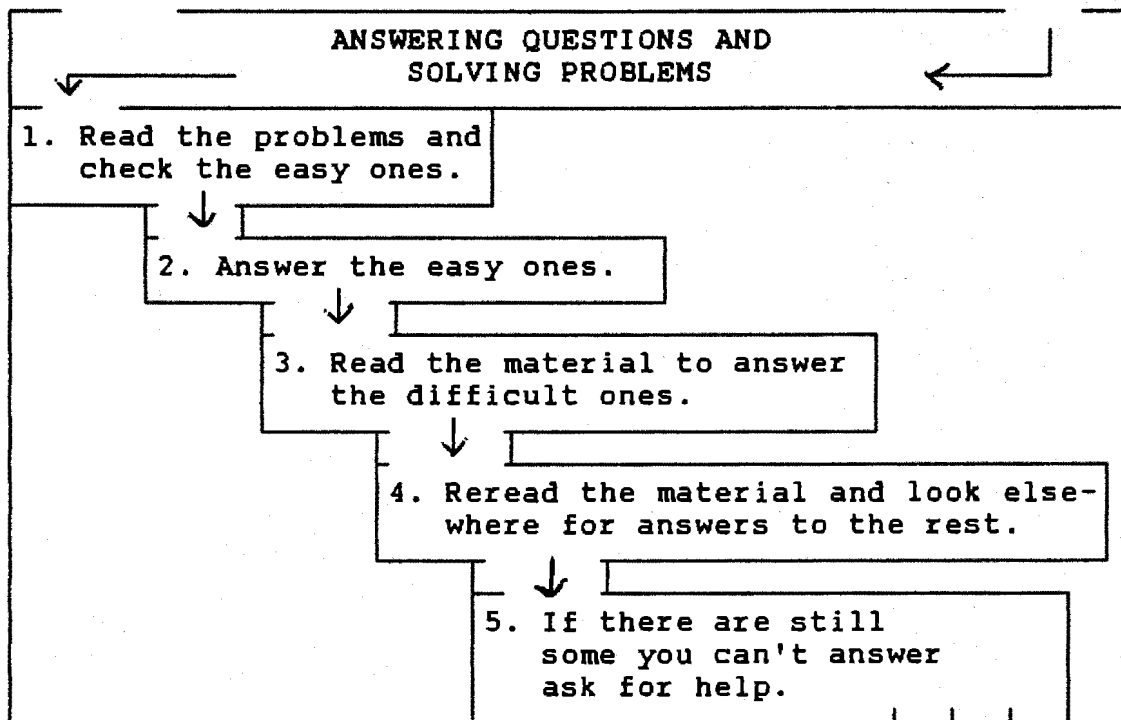 ANSWERING QUESTIONS AND
SOLVING PROBLEMS
1. Read the problems and
check the easy ones.
2. Answer the easy ones.
3. Read the material to answer
the difficult ones.
4. Reread the material and look else-
where for answers to the rest.
5. If there are still
some you can't answer
ask for help.